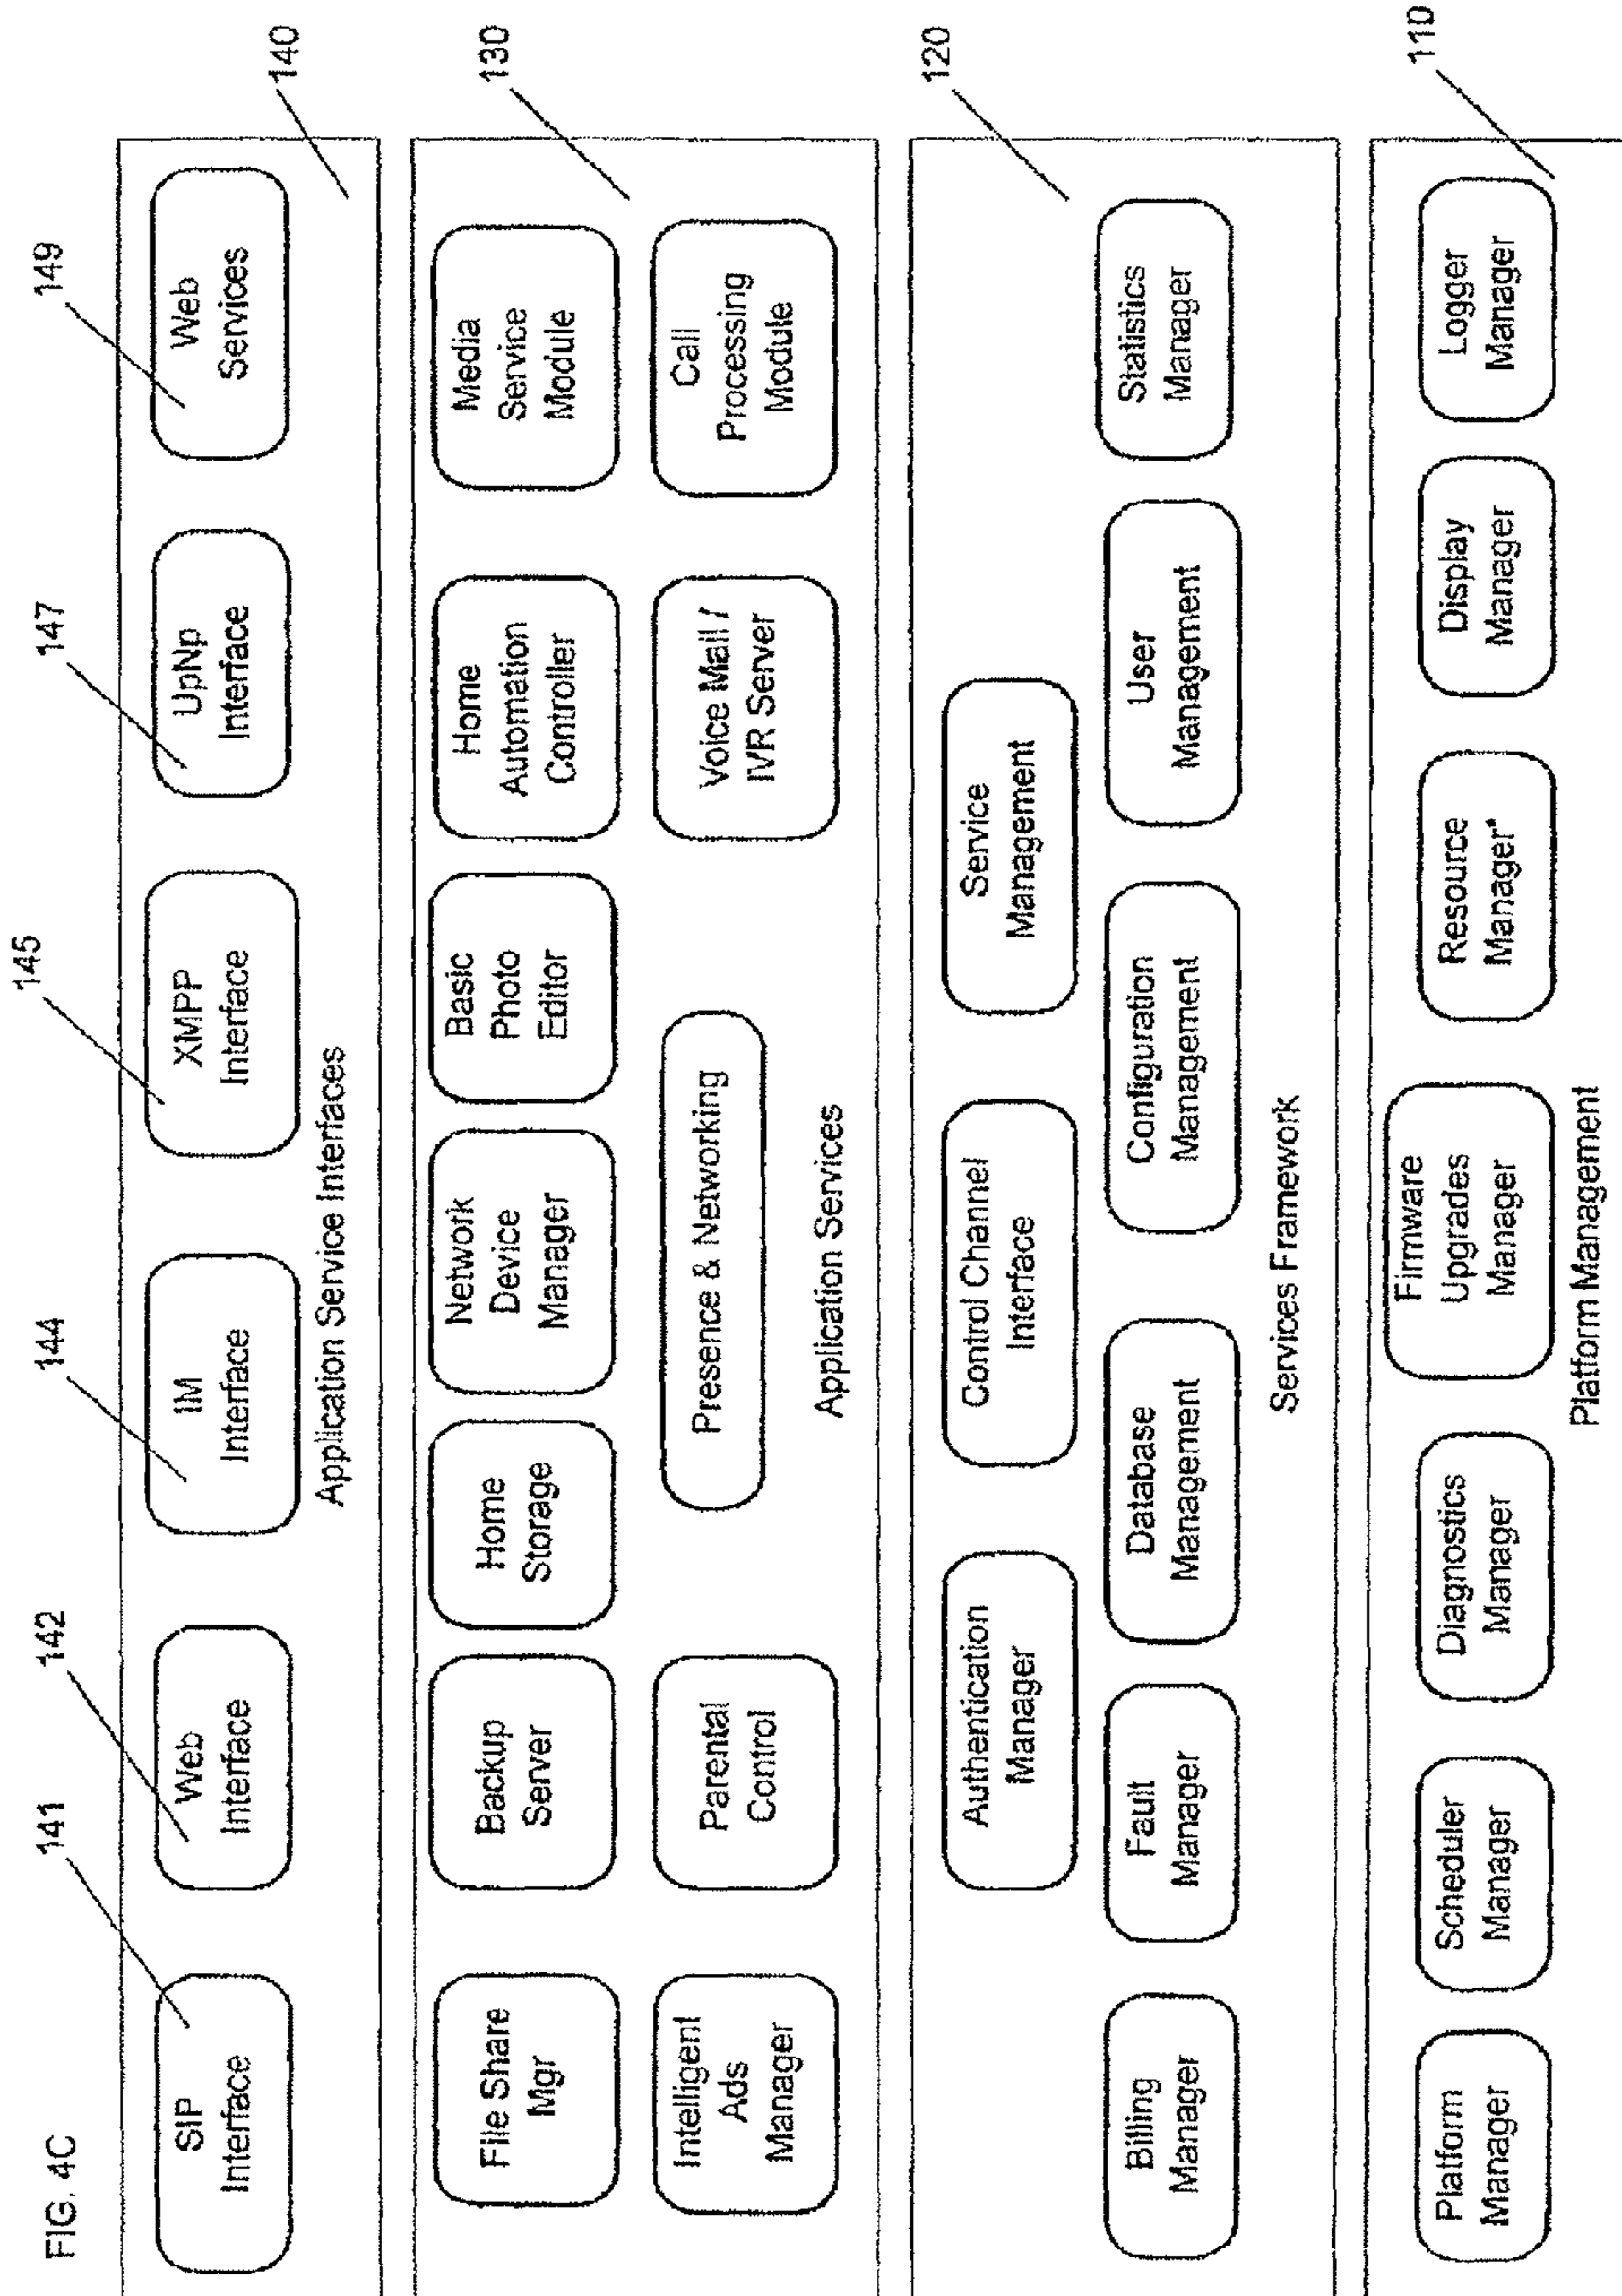 FIG. 4C
141
142
144
145
147
149
SIP
Interface
Web
Interface
IM
Interface
XMPP
Interface
UpNp
Interface
Web
Services
Application Service Interfaces
140
File Share
Mgr
Backup
Server
Home
Storage
Network
Device
Manager
Basic
Photo
Editor
Home
Automation
Controller
Media
Service
Module
130
Intelligent
Ads
Manager
Parental
Control
Presence & Networking
Voice Mail /
IVR Server
Call
Processing
Module
Application Services
Authentication
Manager
Control Channel
Interface
Service
Management
120
Billing
Manager
Fault
Manager
Database
Management
Configuration
Management
User
Management
Statistics
Manager
Services Framework
Platform
Manager
Scheduler
Manager
Diagnostics
Manager
Firmware
Upgrades
Manager
Resource
Manager*
Display
Manager
Logger
Manager
110
Platform Management